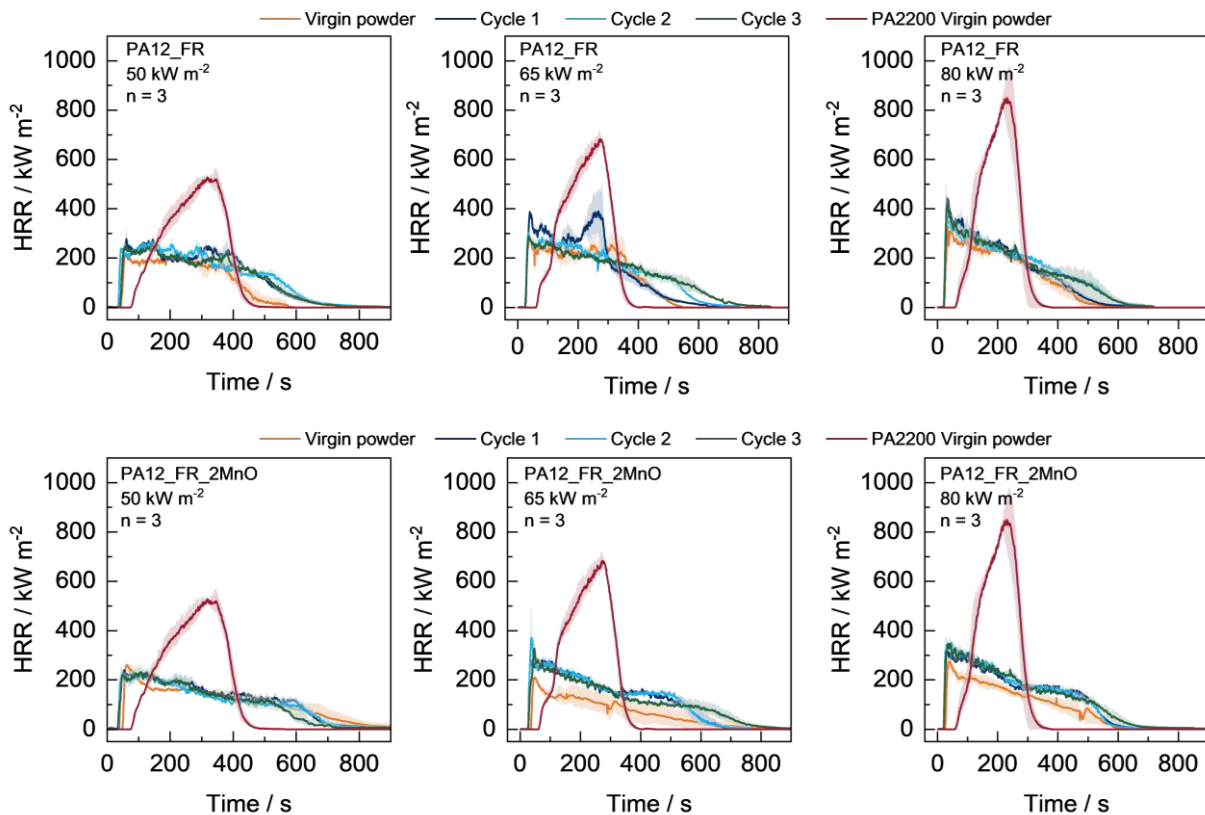 Virgin powder Cycle 1 Cycle 2 Cycle 3 PA2200 Virgin powder
PA12_FR
50 kW m-2
n = 3
HRR / kW m-2
1000
800
600
400
200
0
0 200 400 600 800
Time / s
PA12_FR
65 kW m-2
n = 3
HRR / kW m-2
1000
800
600
400
200
0
0 200 400 600 800
Time / s
PA12_FR
80 kW m-2
n = 3
HRR / kW m-2
1000
800
600
400
200
0
0 200 400 600 800
Time / s
Virgin powder Cycle 1 Cycle 2 Cycle 3 PA2200 Virgin powder
PA12_FR_2MnO
50 kW m-2
n = 3
HRR / kW m-2
1000
800
600
400
200
0
0 200 400 600 800
Time / s
PA12_FR_2MnO
65 kW m-2
n = 3
HRR / kW m-2
1000
800
600
400
200
0
0 200 400 600 800
Time / s
PA12_FR_2MnO
80 kW m-2
n = 3
HRR / kW m-2
1000
800
600
400
200
0
0 200 400 600 800
Time / s